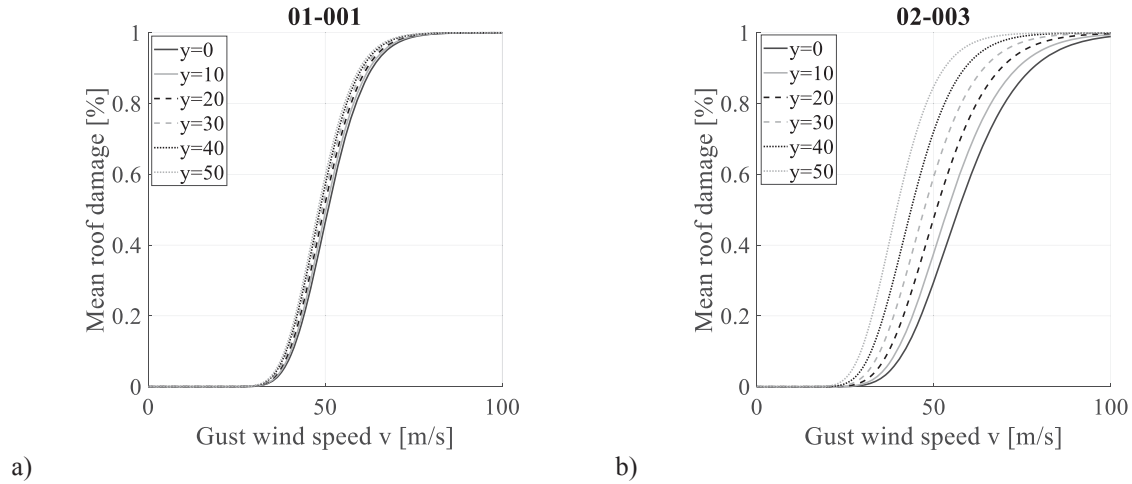 01-001
1
0.8
0.6
0.4
0.2
0
Mean roof damage [%]
y=0
y=10
y=20
y=30
y=40
y=50
0
50
100
Gust wind speed v [m/s]
a)
02-003
1
0.8
0.6
0.4
0.2
0
Mean roof damage [%]
y=0
y=10
y=20
y=30
y=40
y=50
0
50
100
Gust wind speed v [m/s]
b)